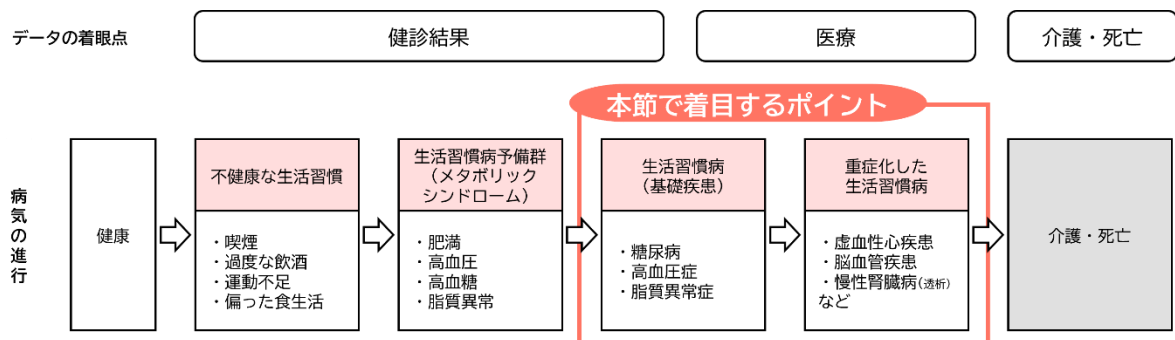 データの着眼点
健診結果
医療
介護・死亡
本節で着目するポイント
病気の進行
健康
不健康な生活習慣
・喫煙
・過度な飲酒
・運動不足
・偏った食生活
生活習慣病予備群
（メタボリック
シンドローム）
・肥満
・高血圧
・高血糖
・脂質異常
生活習慣病
（基礎疾患）
・糖尿病
・高血圧症
・脂質異常症
重症化した
生活習慣病
・虚血性心疾患
・脳血管疾患
・慢性腎臓病(透析)
など
介護・死亡